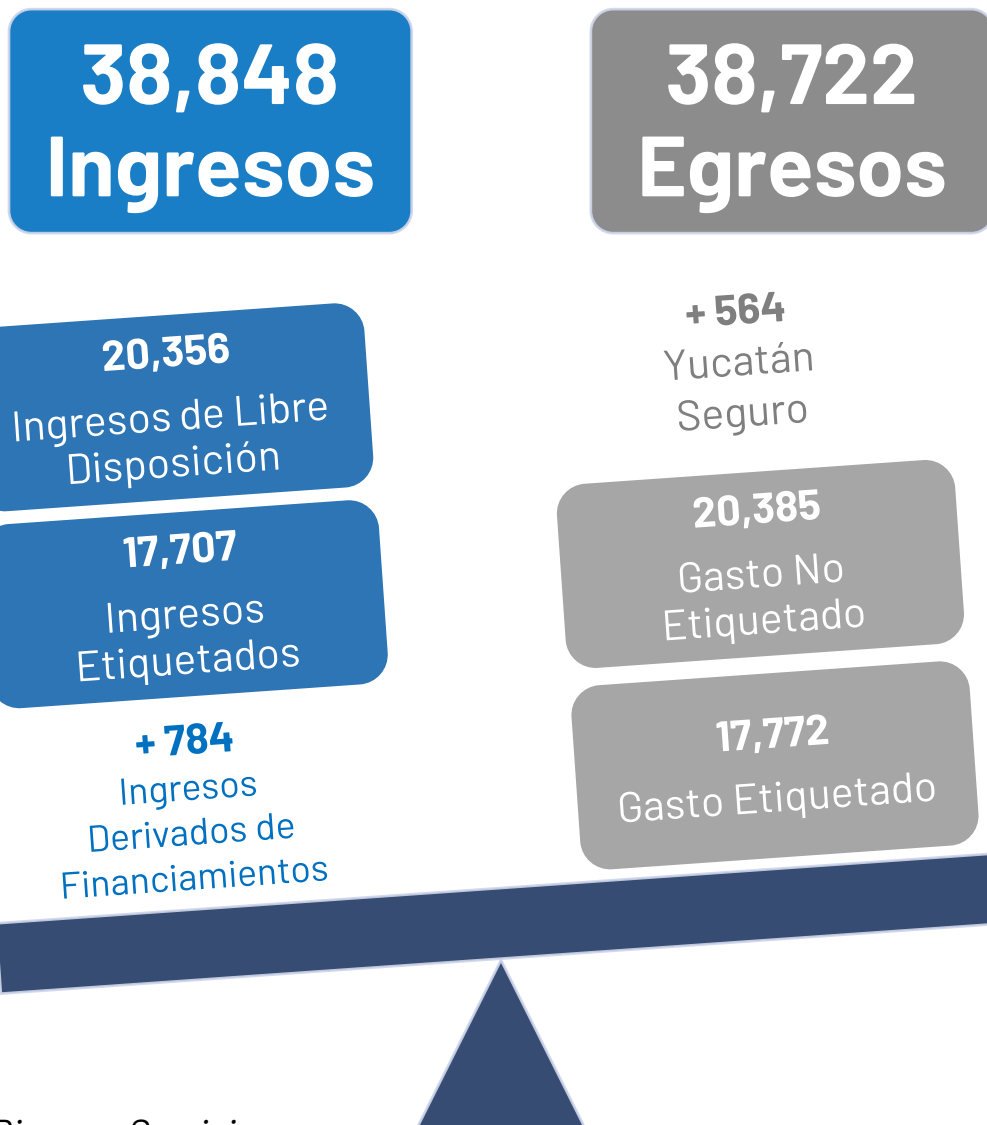 38,848
Ingresos
20,356
Ingresos de Libre
Disposición
17,707
Ingresos
Etiquetados
+ 784
Ingresos
Derivados de
Financiamientos
38,722
Egresos
+ 564
Yucatán
Seguro
20,385
Gasto No
Etiquetado
17,772
Gasto Etiquetado